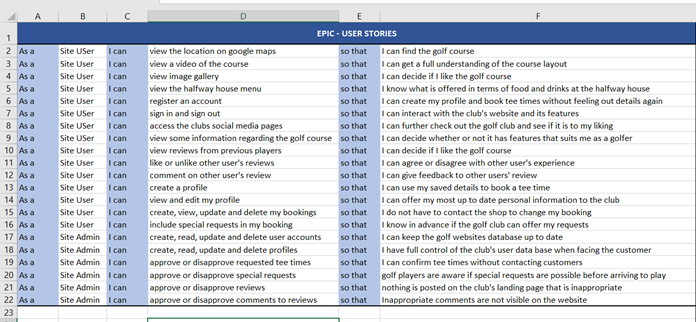 A B C D E F
1 EPIC - USER STORIES
2 As a Site USer I can view the location on google maps so that I can find the golf course
3 As a Site User I can view a video of the course so that I can get a full understanding of the course layout
4 As a Site User I can view image gallery so that I can decide if I like the golf course
5 As a Site User I can view the halfway house menu so that I know what is offered in terms of food and drinks at the halfway house
6 As a Site User I can register an account so that I can create my profile and book tee times without feeling out details again
7 As a Site User I can sign in and sign out so that I can interact with the club's website and its features
8 As a Site User I can access the clubs social media pages so that I can further check out the golf club and see if it is to my liking
9 As a Site User I can view some information regarding the golf course so that I can decide whether or not it has features that suits me as a golfer
10 As a Site User I can view reviews from previous players so that I can decide if I like the golf course
11 As a Site User I can like or unlike other user's reviews so that I can agree or disagree with other user's experience
12 As a Site User I can comment on other user's review so that I can give feedback to other users' review
13 As a Site User I can create a profile so that I can use my saved details to book a tee time
14 As a Site User I can view and edit my profile so that I can offer my most up to date personal information to the club
15 As a Site User I can create, view, update and delete my bookings so that I do not have to contact the shop to change my booking
16 As a Site User I can include special requests in my booking so that I know in advance if the golf club can offer my requests
17 As a Site Admin I can create, read, update and delete user accounts so that I can keep the golf websites database up to date
18 As a Site Admin I can create, read, update and delete profiles so that I have full control of the club's user data base when facing the customer
19 As a Site Admin I can approve or disapprove requested tee times so that I can confirm tee times without contacting customers
20 As a Site Admin I can approve or disapprove special requests so that golf players are aware if special requests are possible before arriving to play
21 As a Site Admin I can approve or disapprove reviews so that nothing is posted on the club's landing page that is inappropriate
22 As a Site Admin I can approve or disapprove comments to reviews so that Inappropriate comments are not visible on the website
23